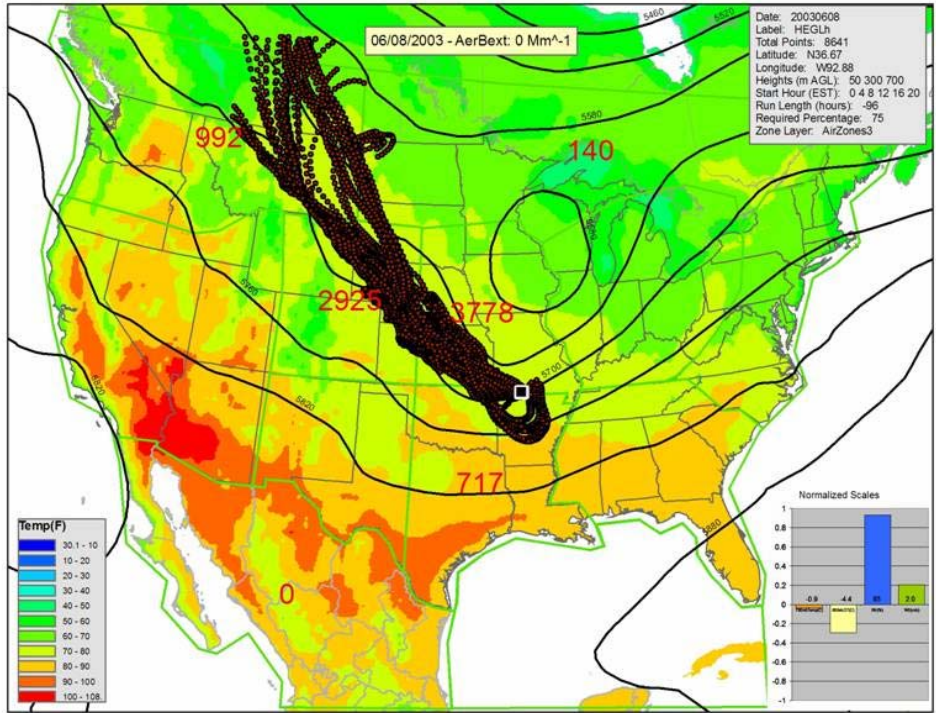 06/08/2003 - AerBext: 0 Mm^-1
Date: 20030608
Label: HEGLh
Total Points: 8641
Latitude: N36.67
Longitude: W92.88
Heights (m AGL): 50 300 700
Start Hour (EST): 0 4 8 12 16 20
Run Length (hours): -96
Required Percentage: 75
Zone Layer: AirZones3
5460
5520
5580
992
140
2925
3778
5700
5820
717
5880
0
Temp(F)
30.1 - 10
10 - 20
20 - 30
30 - 40
40 - 50
50 - 60
60 - 70
70 - 80
80 - 90
90 - 100
100 - 108.
Normalized Scales
1
0.8
0.6
0.4
0.2
0
-0.2
-0.4
-0.6
-0.8
-1
-0.9
-4.4
2.0